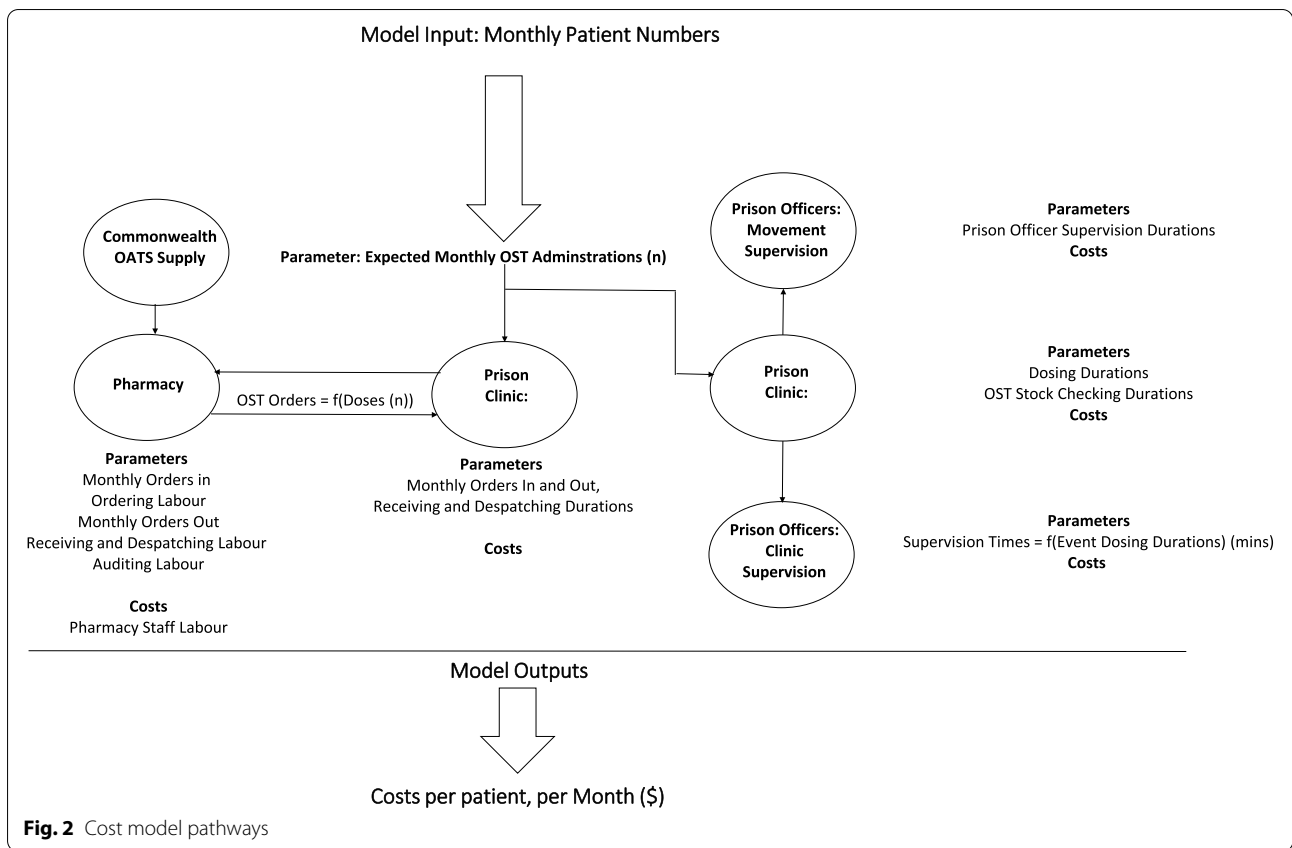 Model Input: Monthly Patient Numbers
Commonwealth
OATS Supply
Parameter: Expected Monthly OST Adminstrations (n)
Prison Officers:
Movement
Supervision
Parameters
Prison Officer Supervision Durations
Costs
Pharmacy
OST Orders = f(Doses (n))
Prison
Clinic:
Prison
Clinic:
Parameters
Dosing Durations
OST Stock Checking Durations
Costs
Parameters
Monthly Orders in
Ordering Labour
Monthly Orders Out
Receiving and Despatching Labour
Auditing Labour
Costs
Pharmacy Staff Labour
Parameters
Monthly Orders In and Out,
Receiving and Despatching Durations
Costs
Prison Officers:
Clinic
Supervision
Parameters
Supervision Times = f(Event Dosing Durations) (mins)
Costs
Model Outputs
Costs per patient, per Month ($)
Fig. 2 Cost model pathways